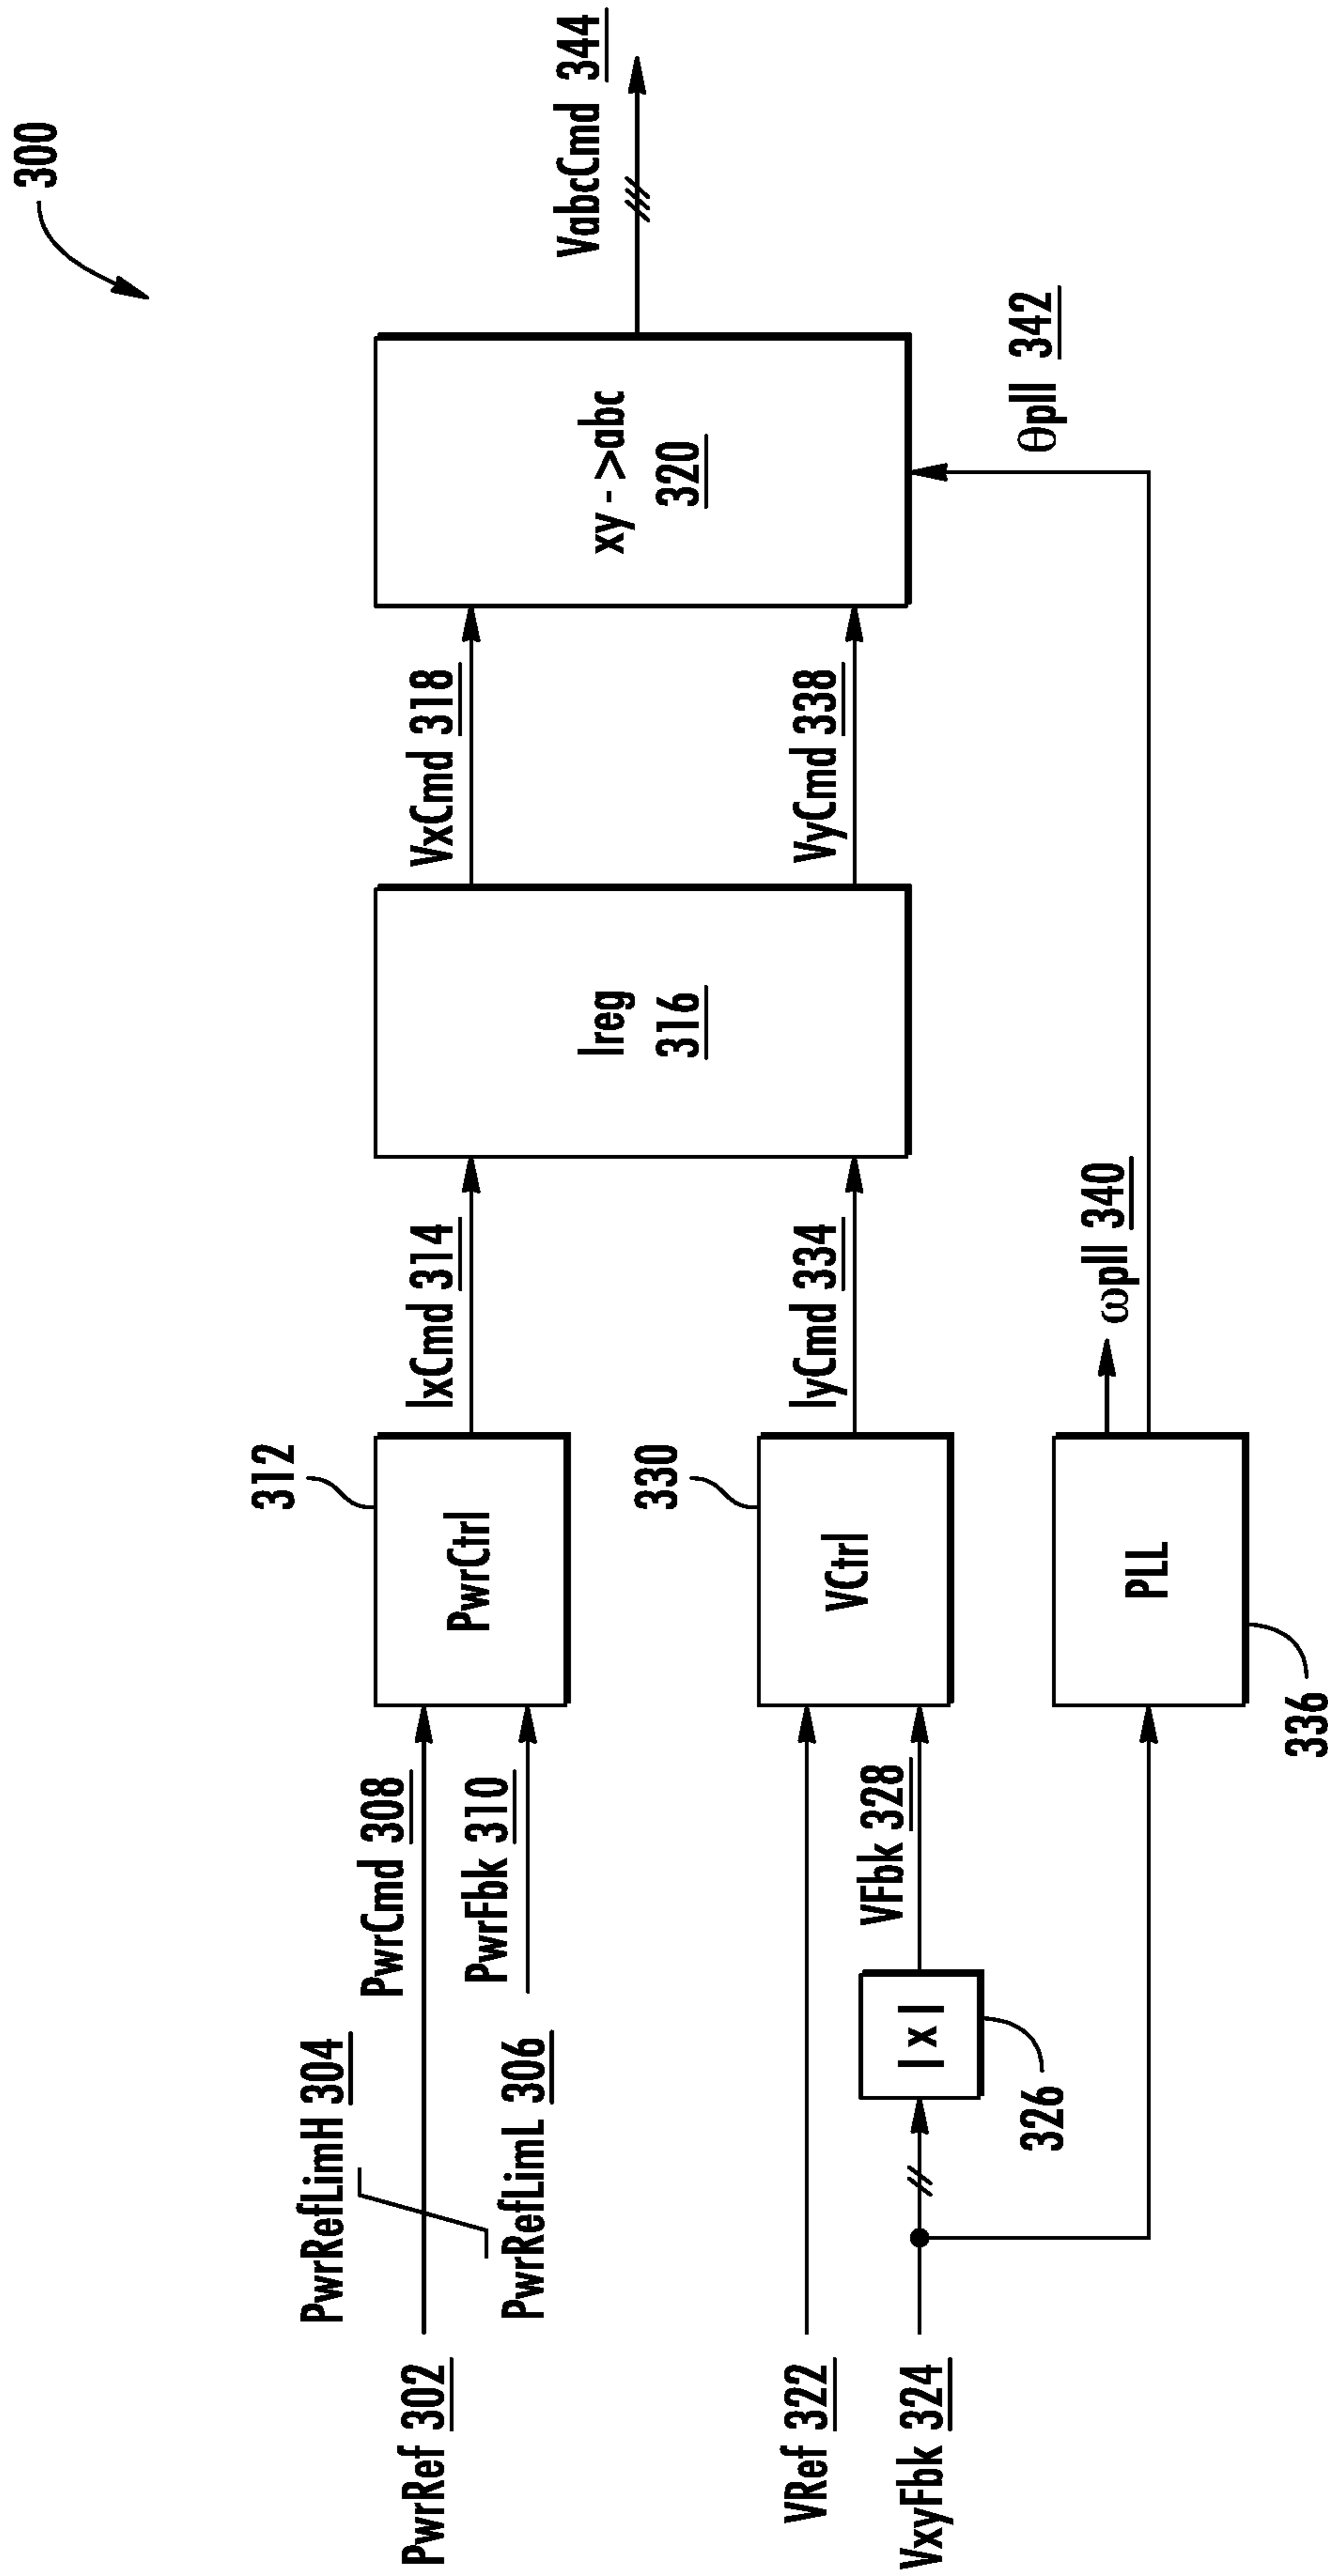 300
PwrRefLimH 304
PwrRef 302
PwrRefLimL 306
PwrCmd 308
PwrFbk 310
312
PwrCtrl
IxCmd 314
Ireg
316
VxCmd 318
xy - >abc
320
VabcCmd 344
VRef 322
VxyFbk 324
| x |
326
VFbk 328
330
VCtrl
IyCmd 334
VyCmd 338
PLL
336
ωpll 340
θpll 342